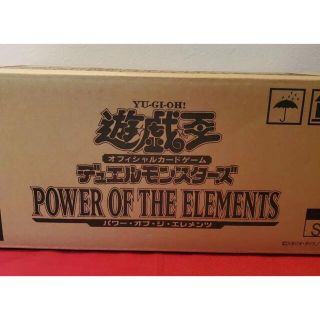 YU-GI-OH!
遊戯王
オフィシャルカードゲーム
デュエルモンスターズ
POWER OF THE ELEMENTS
パワー・オブ・ジ・エレメンツ
S